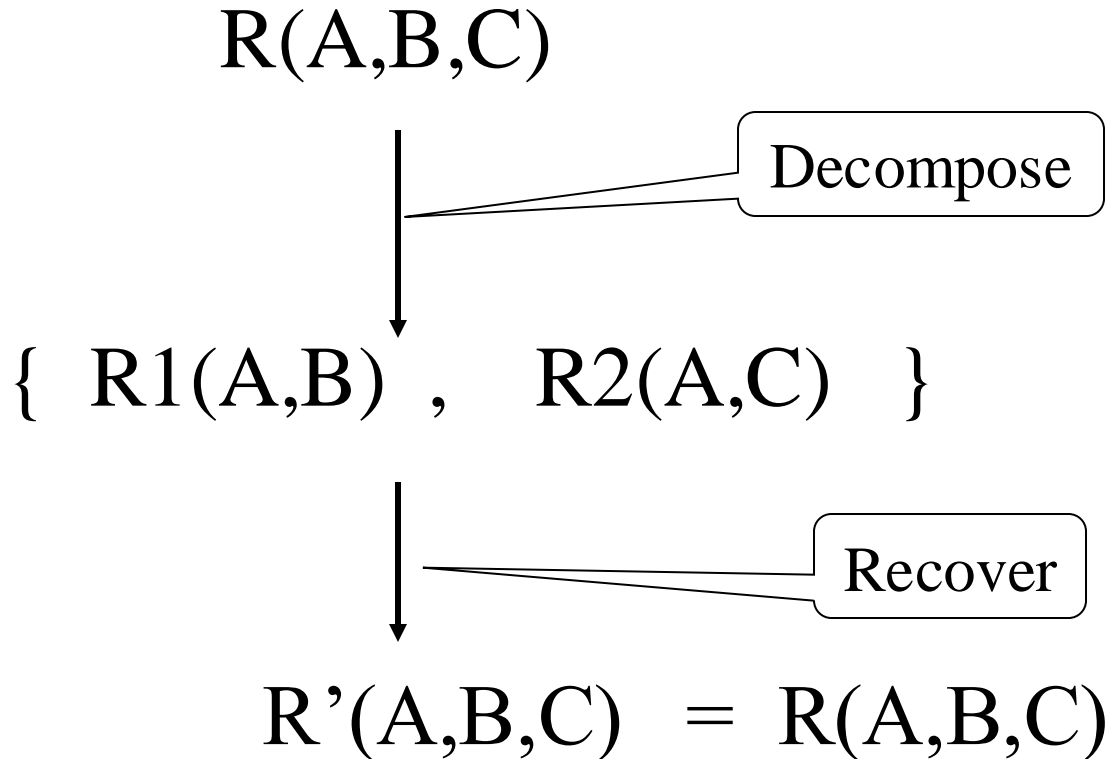 R(A,B,C)
Decompose
{ R1(A,B) , R2(A,C) }
Recover
R’(A,B,C) = R(A,B,C)